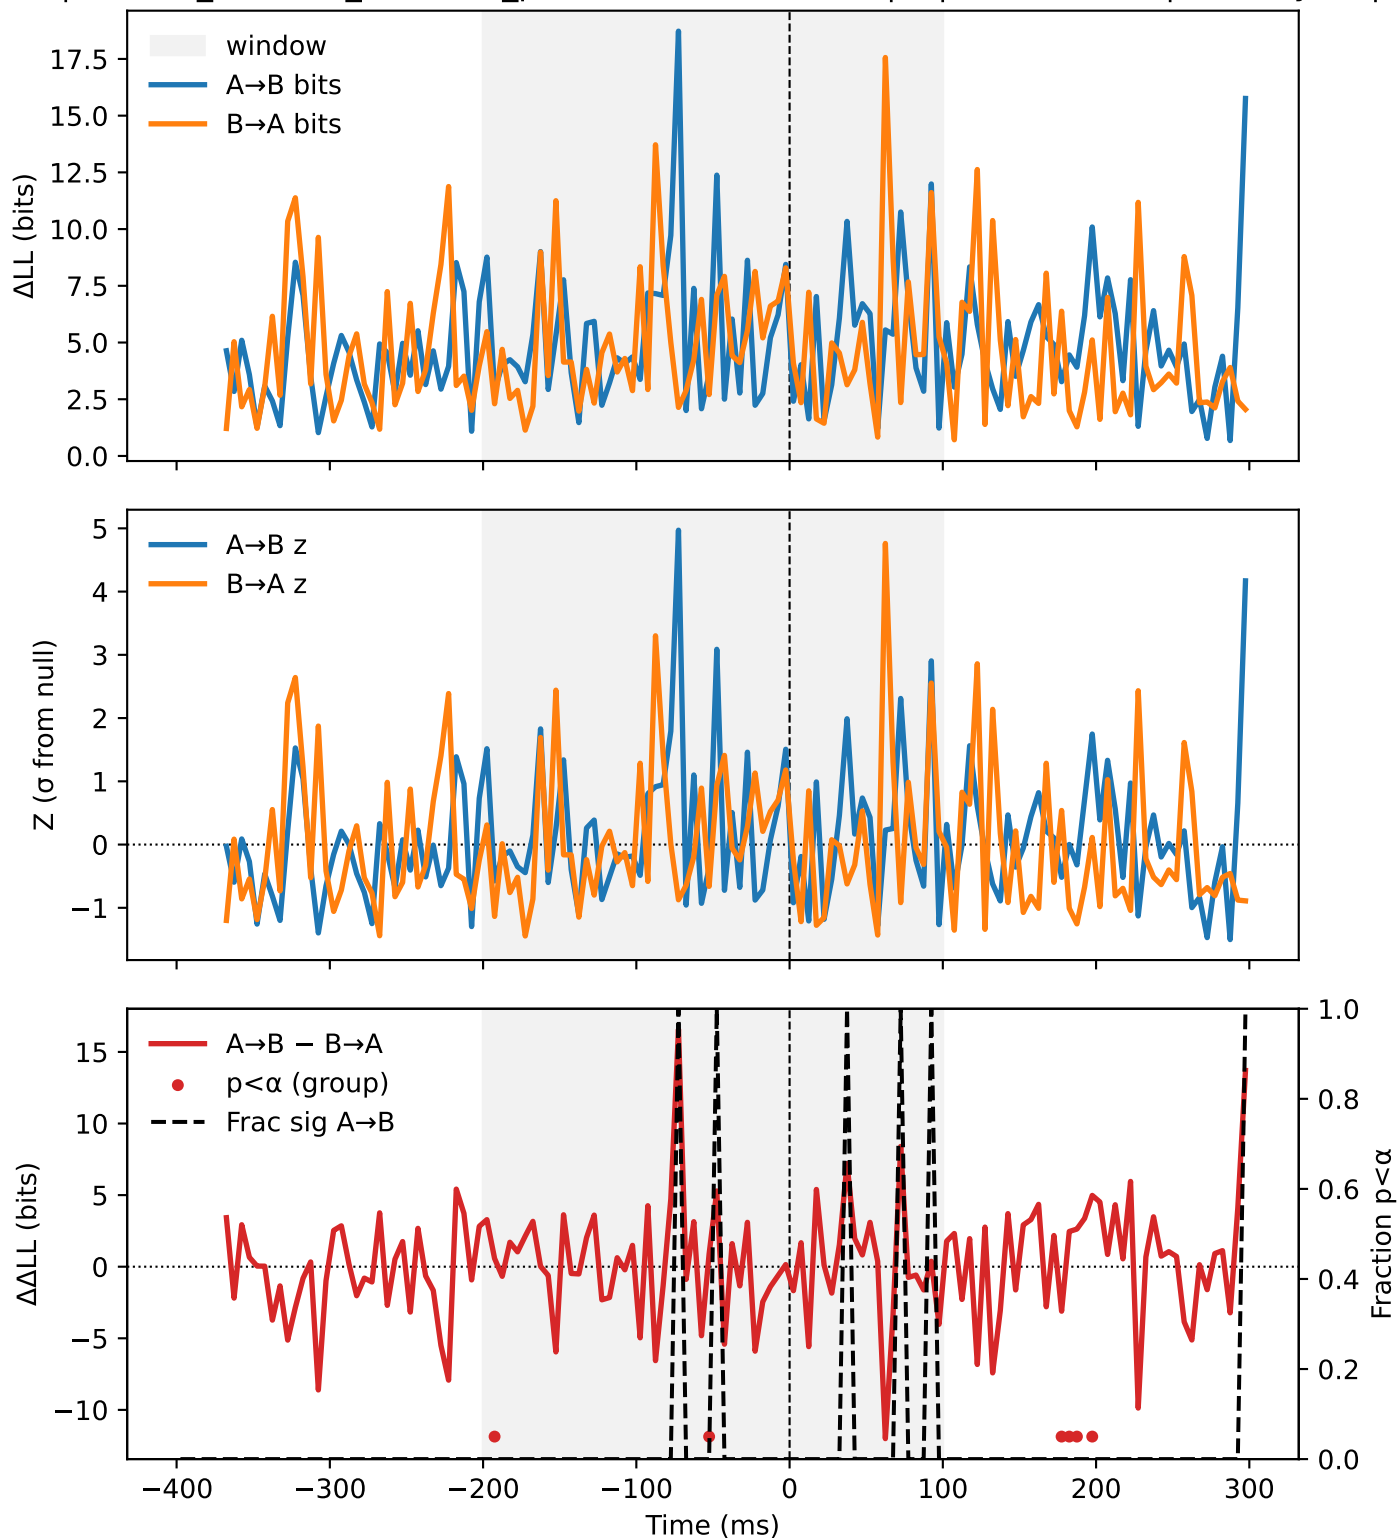 window
A→B bits
B→A bits
ΔLL (bits)
17.5
15.0
12.5
10.0
7.5
5.0
2.5
0.0
A→B z
B→A z
Z (σ from null)
5
4
3
2
1
0
−1
A→B − B→A
p<α (group)
Frac sig A→B
ΔΔLL (bits)
15
10
5
0
−5
−10
1.0
0.8
0.6
0.4
0.2
0.0
Fraction p<α
−400 −300 −200 −100 0 100 200 300
Time (ms)